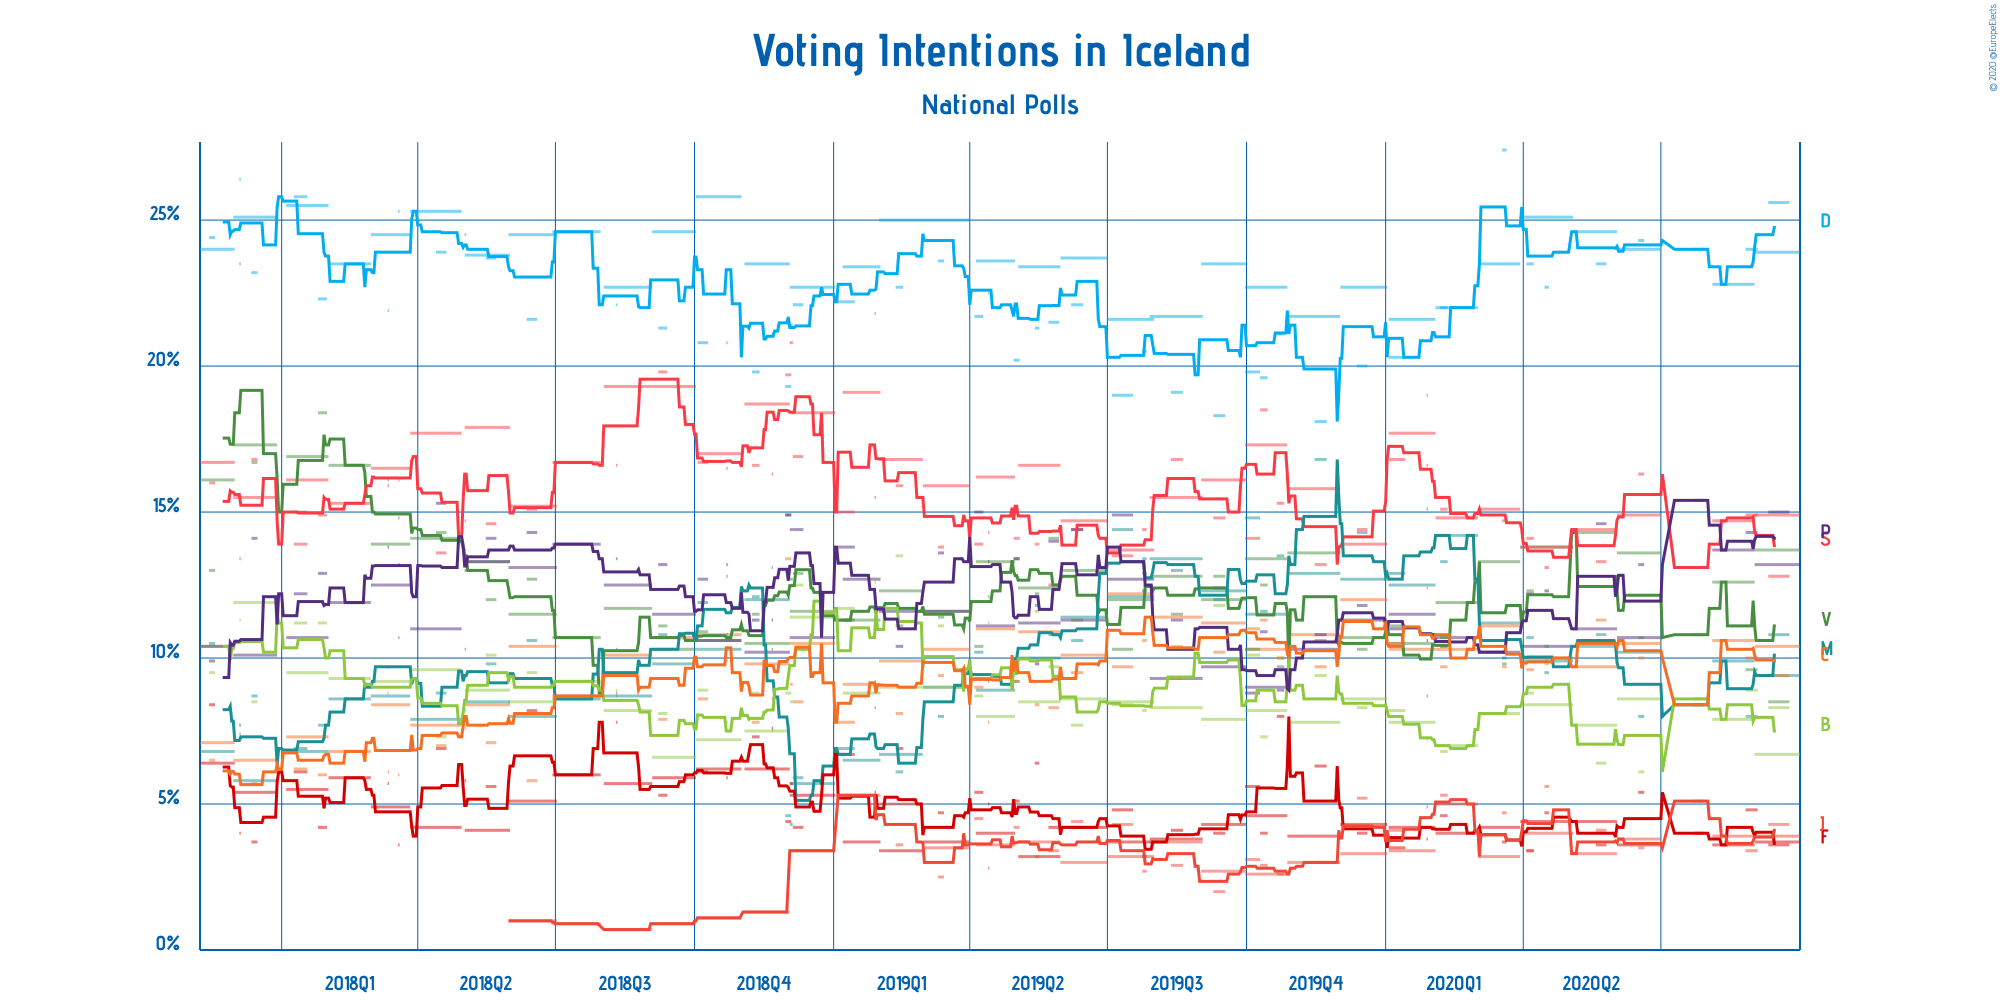 © 2020 @EuropeElects
Voting Intentions in Iceland
National Polls
25%
20%
15%
10%
5%
0%
D
P
S
V
M
C
B
I
F
2018Q1 2018Q2 2018Q3 2018Q4 2019Q1 2019Q2 2019Q3 2019Q4 2020Q1 2020Q2